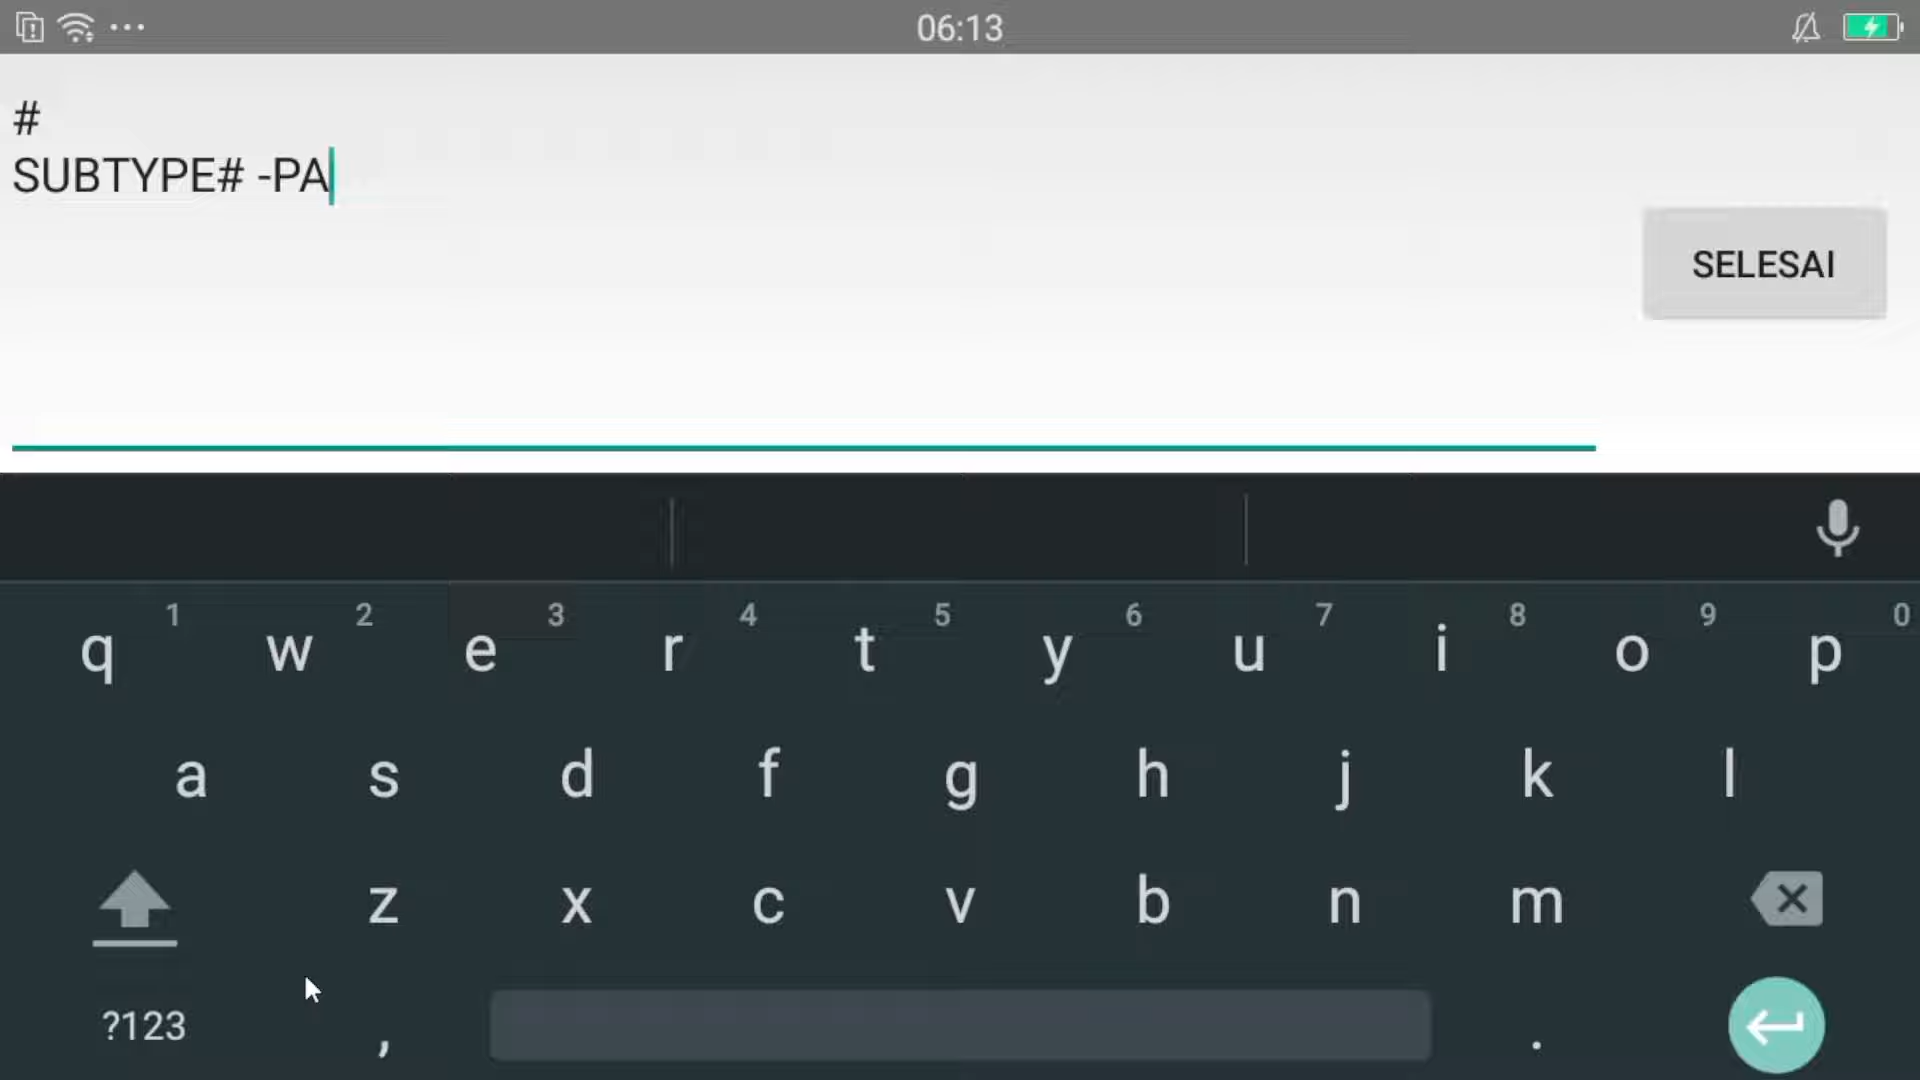 06:13
#
SUBTYPE# -PA
SELESAI
1 2 3 4 5 6 7 8 9 0
q w e r t y u i o p
a s d f g h j k l
z x c v b n m
?123 , .